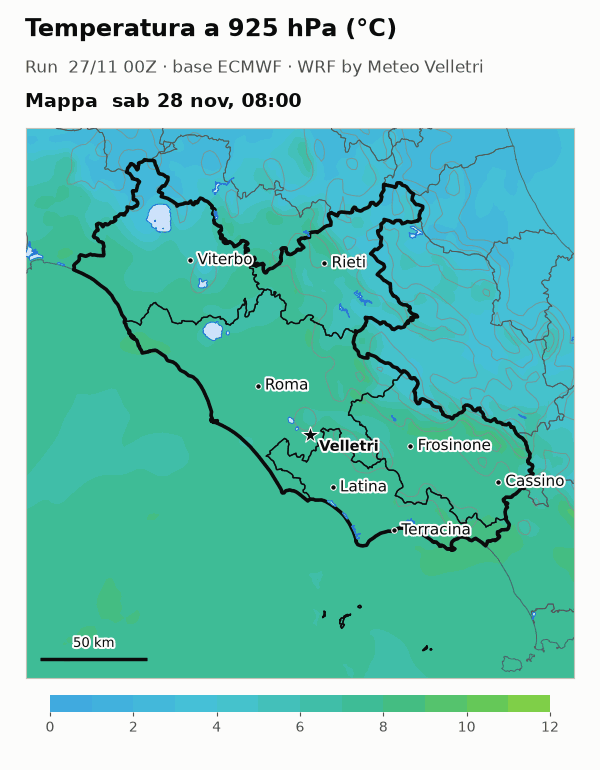 Temperatura a 925 hPa (°C)
Run  27/11 00Z · base ECMWF · WRF by Meteo Velletri
Mappa  sab 28 nov, 08:00
Viterbo
Rieti
Roma
Velletri
Frosinone
Cassino
Latina
Terracina
50 km
0 2 4 6 8 10 12